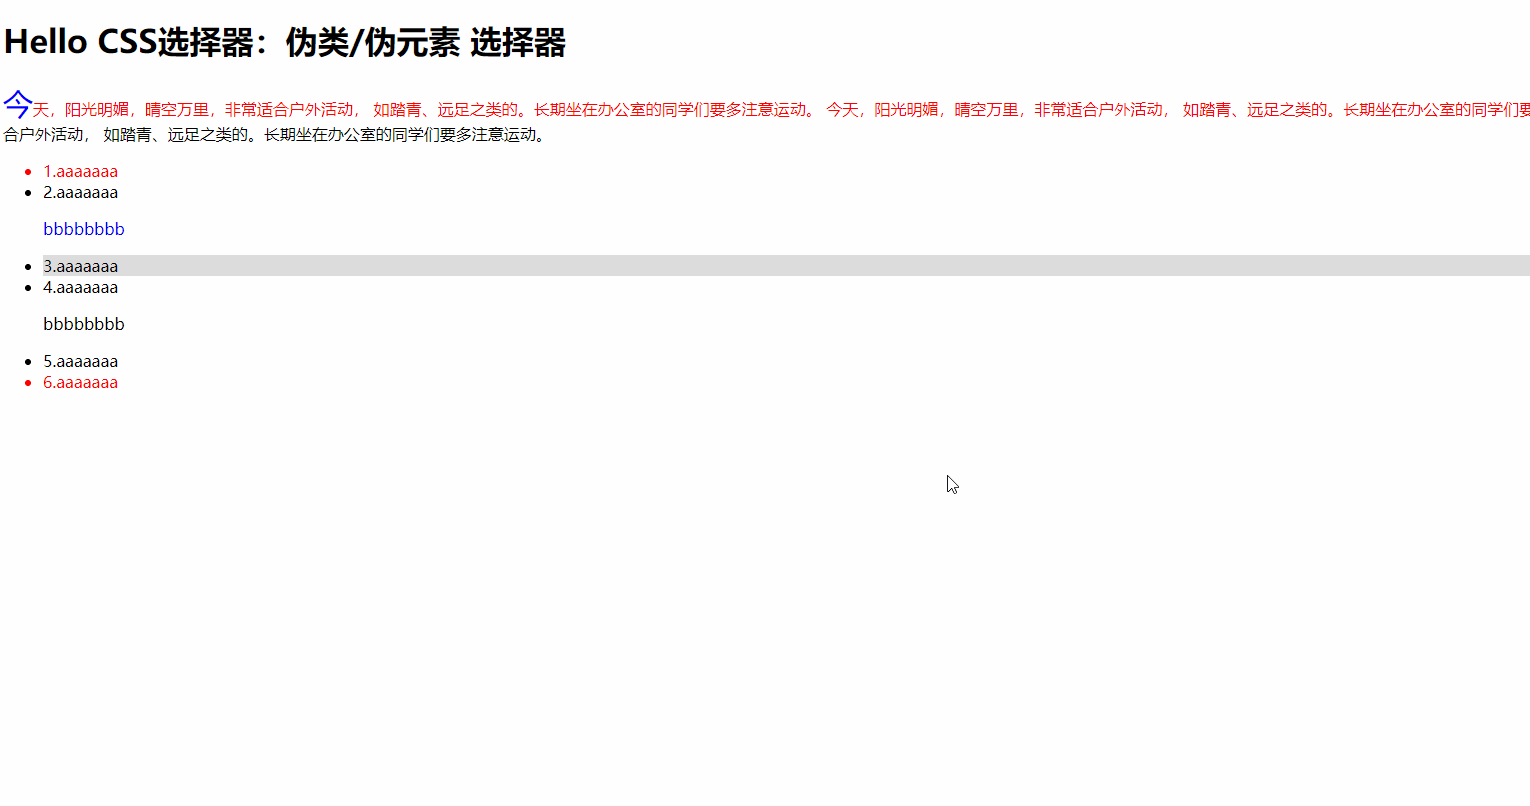 Hello CSS选择器：伪类/伪元素 选择器
今天，阳光明媚，晴空万里，非常适合户外活动， 如踏青、远足之类的。长期坐在办公室的同学们要多注意运动。 今天，阳光明媚，晴空万里，非常适合户外活动， 如踏青、远足之类的。长期坐在办公室的同学们要
合户外活动， 如踏青、远足之类的。长期坐在办公室的同学们要多注意运动。
1.aaaaaaa
2.aaaaaaa
bbbbbbbb
3.aaaaaaa
4.aaaaaaa
bbbbbbbb
5.aaaaaaa
6.aaaaaaa